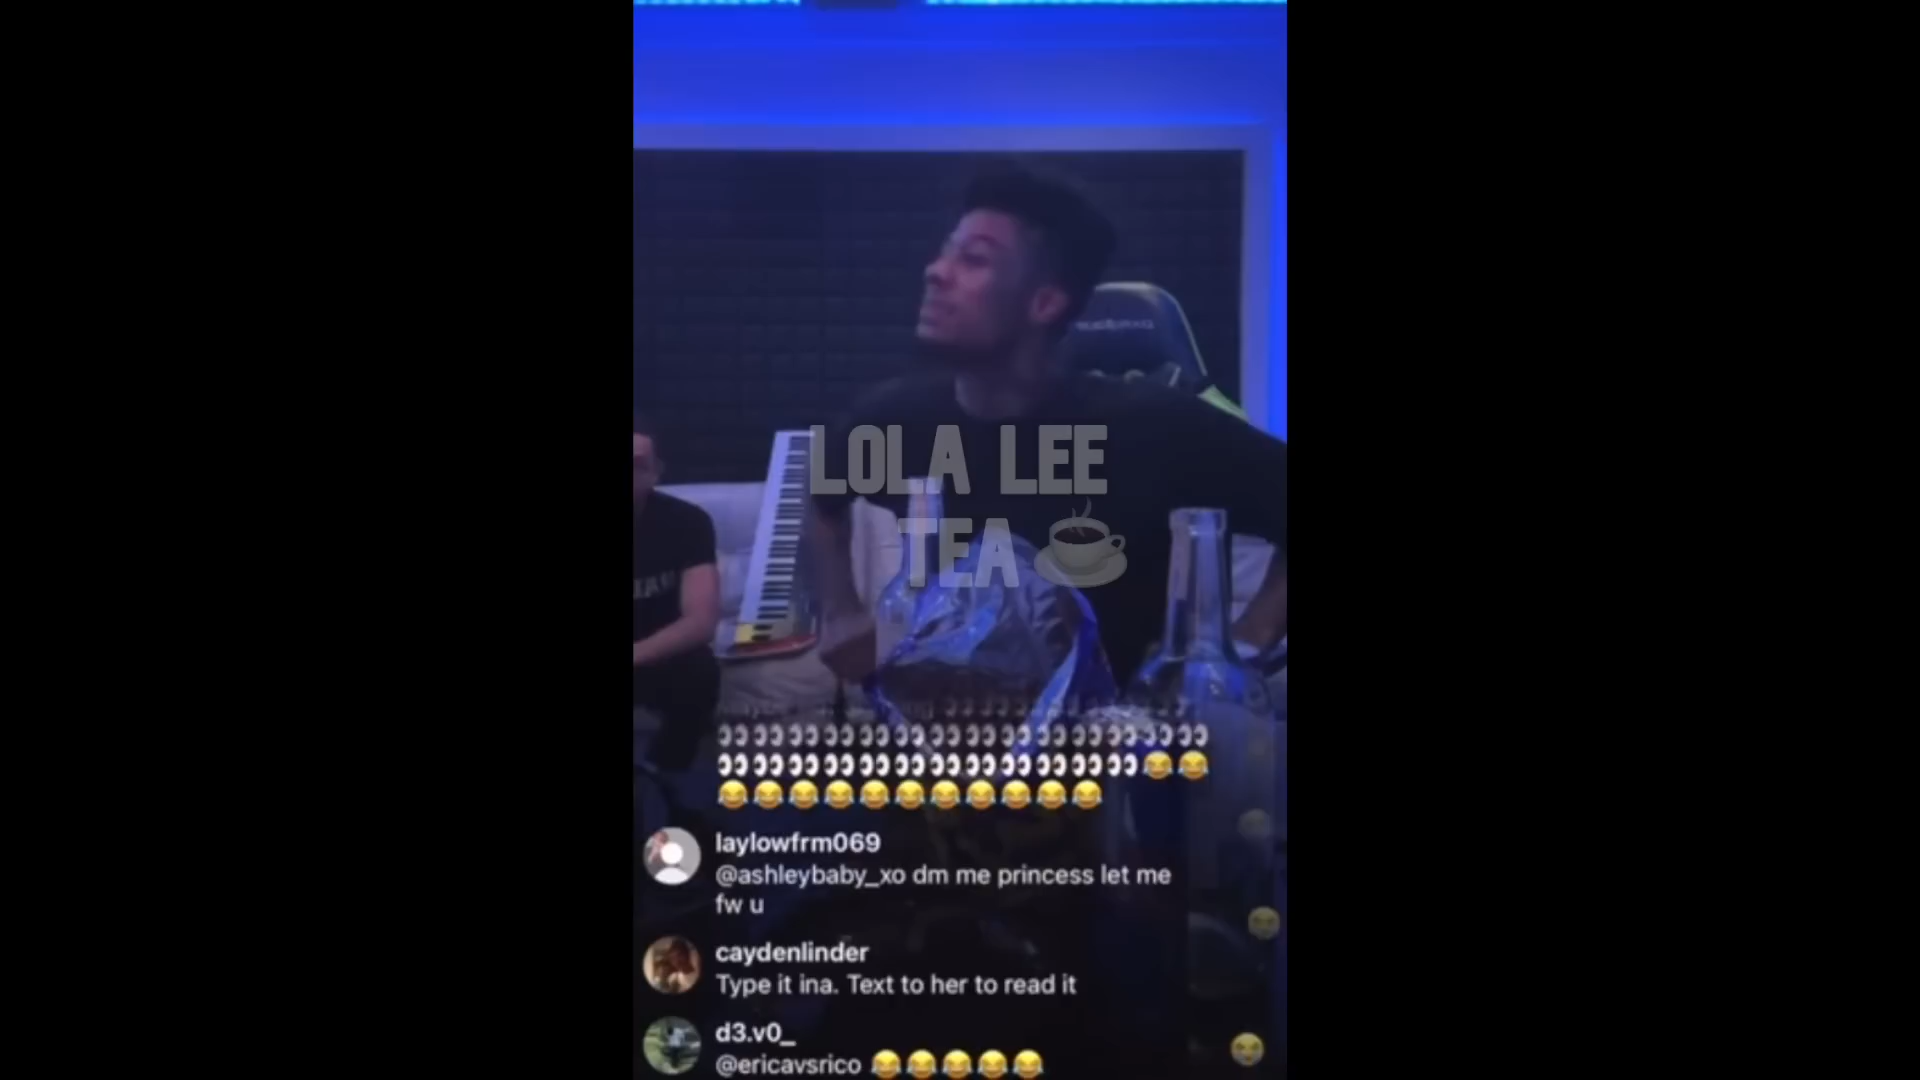 LOLA LEE
TEA
laylowfrm069
@ashleybaby_xo dm me princess let me
fw u
caydenlinder
Type it ina. Text to her to read it
d3.v0_
@ericavsrico 😂😂😂😂😂